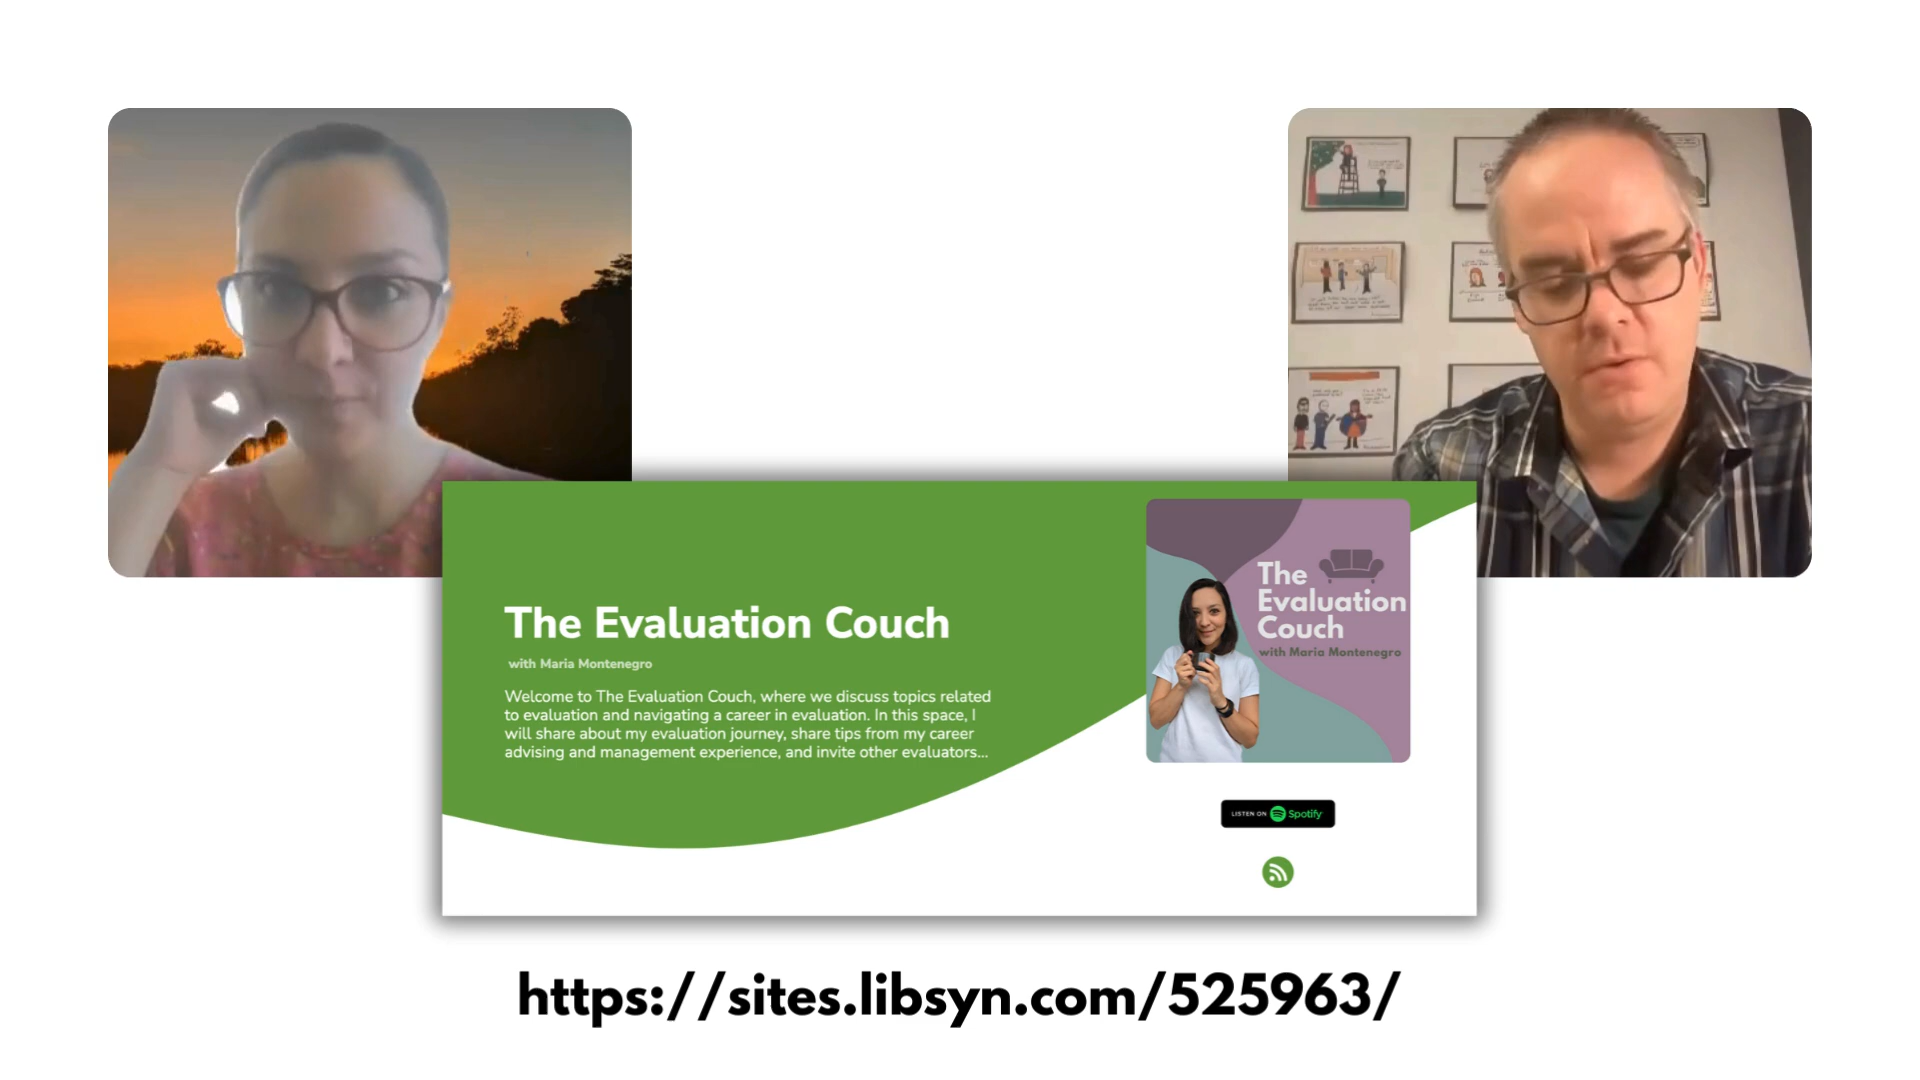 The Evaluation Couch
with Maria Montenegro
Welcome to The Evaluation Couch, where we discuss topics related
to evaluation and navigating a career in evaluation. In this space, I
will share about my evaluation journey, share tips from my career
advising and management experience, and invite other evaluators...
The
Evaluation
Couch
with Maria Montenegro
LISTEN ON Spotify
https://sites.libsyn.com/525963/